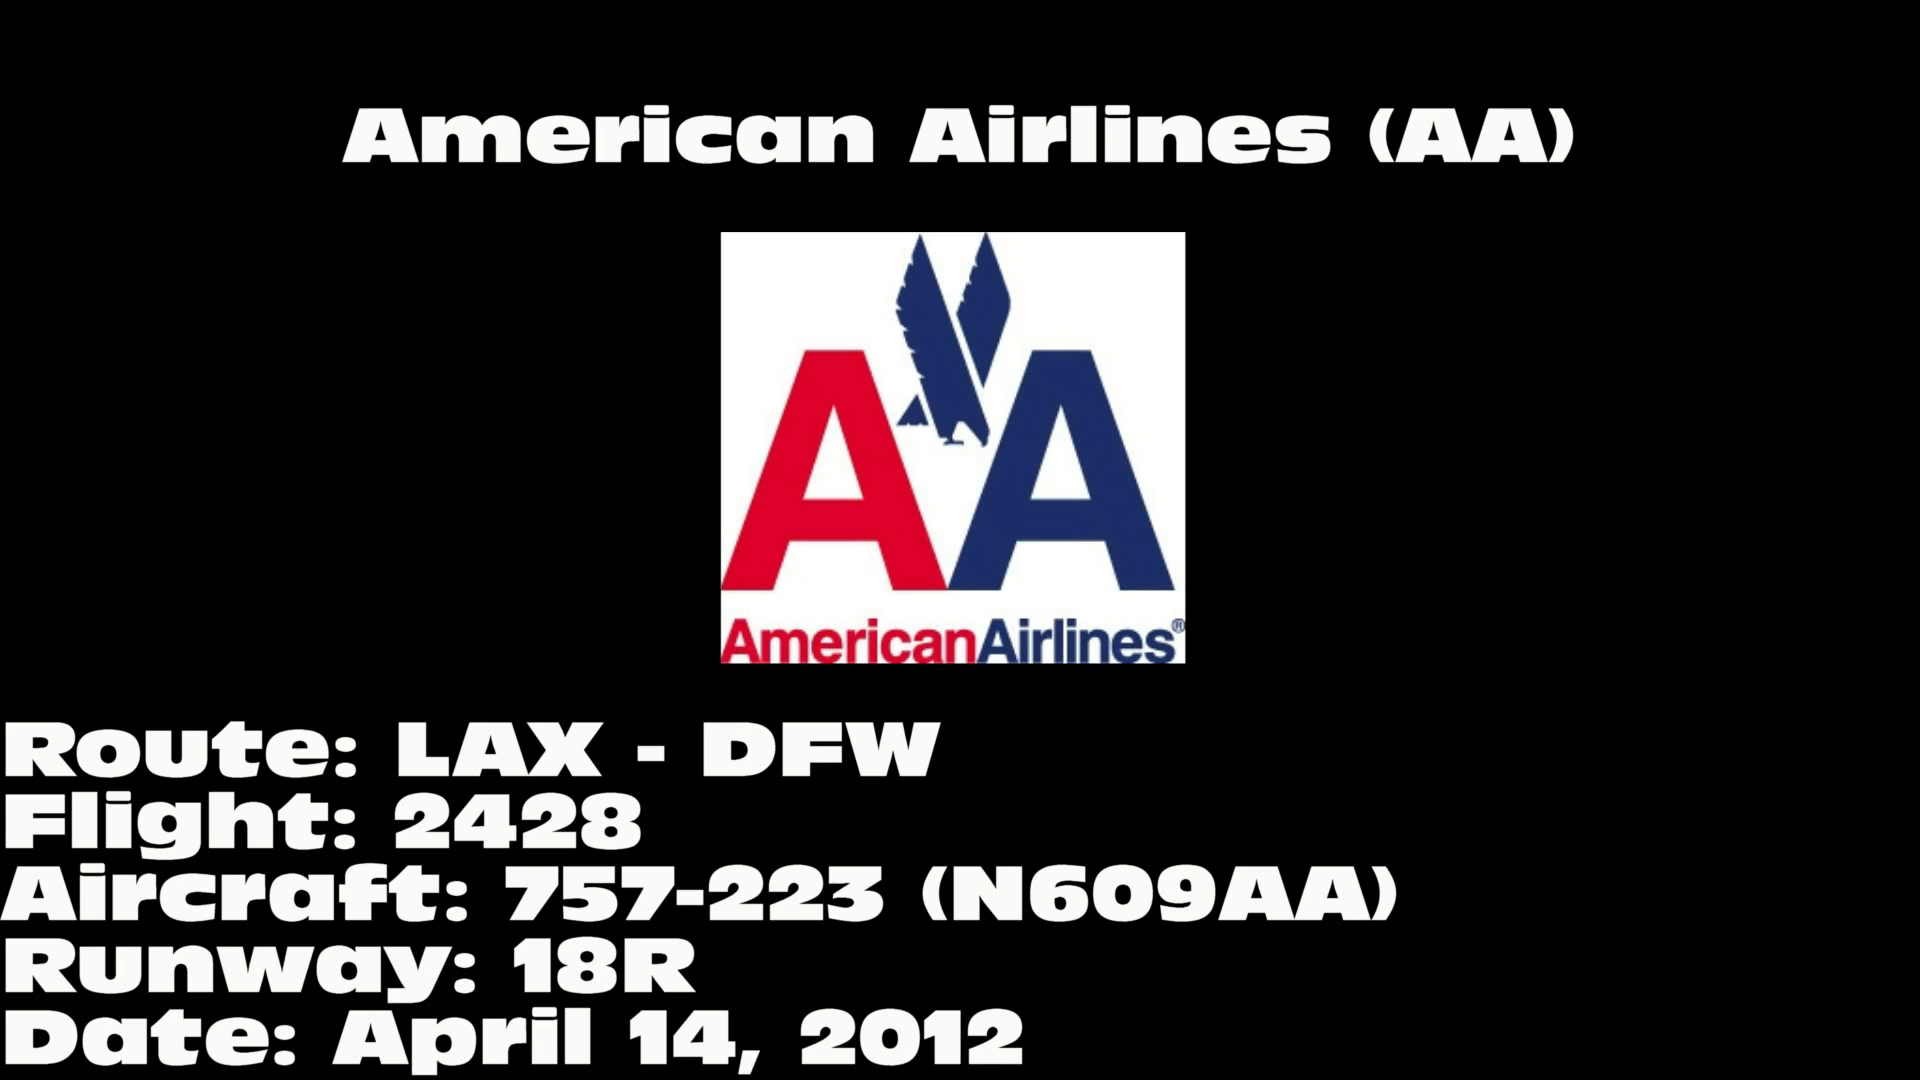 American Airlines (AA)
AA
AmericanAirlines®
Route: LAX - DFW
Flight: 2428
Aircraft: 757-223 (N609AA)
Runway: 18R
Date: April 14, 2012